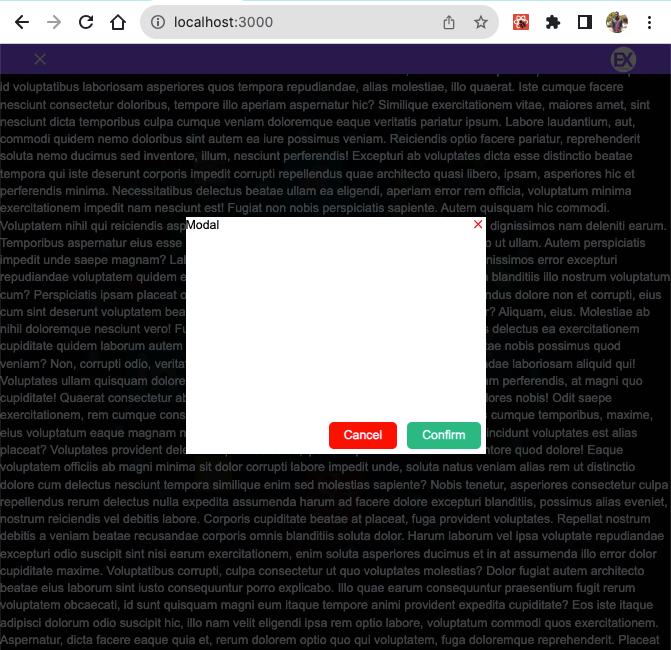 localhost:3000
EX
id voluptatibus laboriosam asperiores quos tempora repudiandae, alias molestiae, illo quaerat. Iste cumque facere
nesciunt consectetur doloribus, tempore illo aperiam aspernatur hic? Similique exercitationem vitae, maiores amet, sint
nesciunt dicta temporibus culpa cumque veniam doloremque eaque veritatis pariatur ipsum. Labore laudantium, aut,
commodi quidem nemo doloribus sint autem ea iure possimus veniam. Reiciendis optio facere pariatur, reprehenderit
soluta nemo ducimus sed inventore, illum, nesciunt perferendis! Excepturi ab voluptates dicta esse distinctio beatae
tempora qui iste deserunt corporis impedit corrupti repellendus quae architecto quasi libero, ipsam, asperiores hic et
perferendis minima. Necessitatibus delectus beatae ullam ea eligendi, aperiam error rem officia, voluptatum minima
exercitationem impedit nam nesciunt est! Fugiat non nobis perspiciatis sapiente. Autem quisquam hic commodi.
Voluptatem nihil qui reiciendis asp Modal dignissimos nam deleniti earum.
Temporibus aspernatur eius esse o ut ullam. Autem perspiciatis
impedit unde saepe magnam? Lab nissimos error excepturi
repudiandae voluptatem quidem e blanditiis illo nostrum voluptatum
cum? Perspiciatis ipsam placeat o ndus dolore non et corrupti, eius
cum sint deserunt voluptatem bea r? Aliquam, eius. Molestiae ab
nihil doloremque nesciunt vero! Fu s delectus ea exercitationem
cupiditate quidem laborum autem tae nobis possimus quod
veniam? Non, corrupti odio, verita ndae laboriosam aliquid qui!
Voluptates ullam quisquam dolore m perferendis, at magni quo
cupiditate! Quaerat consectetur ab lores nobis! Odit saepe
exercitationem, rem cumque cons cumque temporibus, maxime,
eius voluptatum eaque magnam n incidunt voluptates est alias
Cancel Confirm
placeat? Voluptates provident dele ntore quod dolore! Eaque
voluptatem officiis ab magni minima sit dolor corrupti labore impedit unde, soluta natus veniam alias rem ut distinctio
dolore cum delectus nesciunt tempora similique enim sed molestias sapiente? Nobis tenetur, asperiores consectetur culpa
repellendus rerum delectus nulla expedita assumenda harum ad facere dolore excepturi blanditiis, possimus alias eveniet,
nostrum reiciendis vel debitis labore. Corporis cupiditate beatae at placeat, fuga provident voluptates. Repellat nostrum
debitis a veniam beatae recusandae corporis omnis blanditiis soluta dolor. Harum laborum vel ipsa voluptate repudiandae
excepturi odio suscipit sint nisi earum exercitationem, enim soluta asperiores ducimus et in at assumenda illo error dolor
cupiditate maxime. Voluptatibus corrupti, culpa consectetur ut quo voluptates molestias? Dolor fugiat autem architecto
beatae eius laborum sint iusto consequuntur porro explicabo. Illo quae earum consequuntur praesentium fugit rerum
voluptatem obcaecati, id sunt quisquam magni eum itaque tempore animi provident expedita cupiditate? Eos iste itaque
adipisci dolorum odio suscipit hic, illo nam velit eligendi ipsa rem optio labore, voluptatum commodi quos exercitationem.
Aspernatur, dicta facere eaque quia et, rerum dolorem optio quo qui voluptatem, fuga doloremque reprehenderit. Placeat